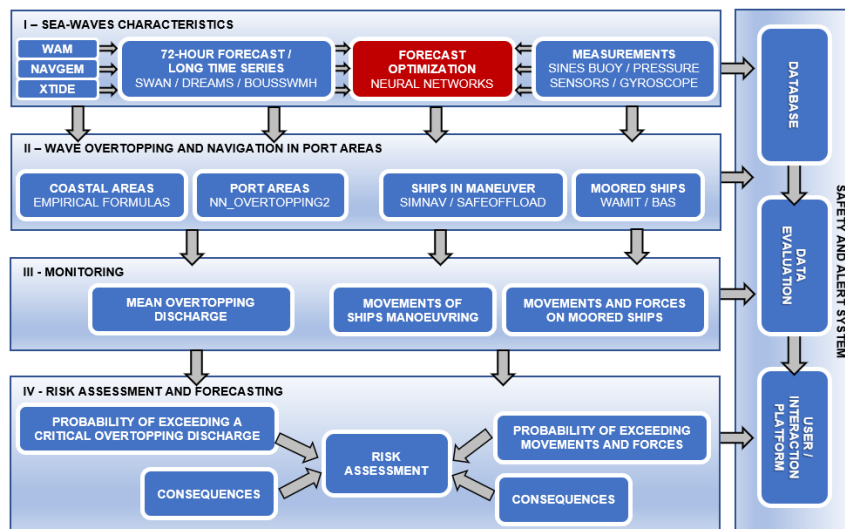 I – SEA-WAVES CHARACTERISTICS
WAM
NAVGEM
XTIDE
72-HOUR FORECAST /
LONG TIME SERIES
SWAN / DREAMS / BOUSSWMH
FORECAST
OPTIMIZATION
NEURAL NETWORKS
MEASUREMENTS
SINES BUOY / PRESSURE
SENSORS / GYROSCOPE
II – WAVE OVERTOPPING AND NAVIGATION IN PORT AREAS
COASTAL AREAS
EMPIRICAL FORMULAS
PORT AREAS
NN_OVERTOPPING2
SHIPS IN MANEUVER
SIMNAV / SAFEOFFLOAD
MOORED SHIPS
WAMIT / BAS
III - MONITORING
MEAN OVERTOPPING
DISCHARGE
MOVEMENTS OF
SHIPS MANOEUVRING
MOVEMENTS AND FORCES
ON MOORED SHIPS
IV - RISK ASSESSMENT AND FORECASTING
PROBABILITY OF EXCEEDING A
CRITICAL OVERTOPPING DISCHARGE
CONSEQUENCES
RISK
ASSESSMENT
PROBABILITY OF EXCEEDING
MOVEMENTS AND FORCES
CONSEQUENCES
DATABASE
DATA
EVALUATION
USER /
INTERACTION
PLATFORM
SAFETY AND ALERT SYSTEM